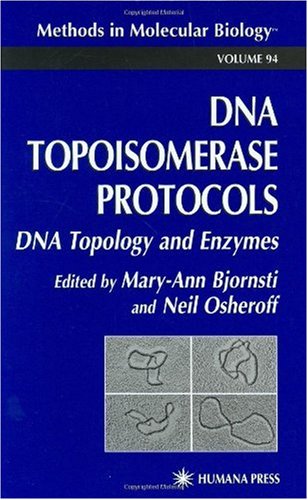 Methods in Molecular Biology™
VOLUME 94
DNA
TOPOISOMERASE
PROTOCOLS
DNA Topology and Enzymes
Edited by Mary-Ann Bjornsti
and Neil Osheroff
HUMANA PRESS